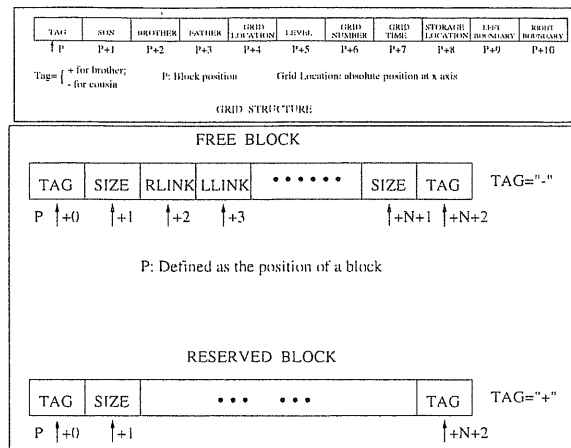 TAG SON BROTHER FATHER GRID LOCATION LEVEL GRID NUMBER GRID TIME STORAGE LOCATION LEFT BOUNDARY RIGHT BOUNDARY
P P+1 P+2 P+3 P+4 P+5 P+6 P+7 P+8 P+9 P+10
Tag={ + for brother; P: Block position Grid Location: absolute position at x axis
- for cousin
GRID STRUCTURE
FREE BLOCK
TAG SIZE RLINK LLINK •••••• SIZE TAG TAG="-"
P +0 +1 +2 +3 +N+1 +N+2
P: Defined as the position of a block
RESERVED BLOCK
TAG SIZE ••• ••• TAG TAG="+"
P +0 +1 +N+2